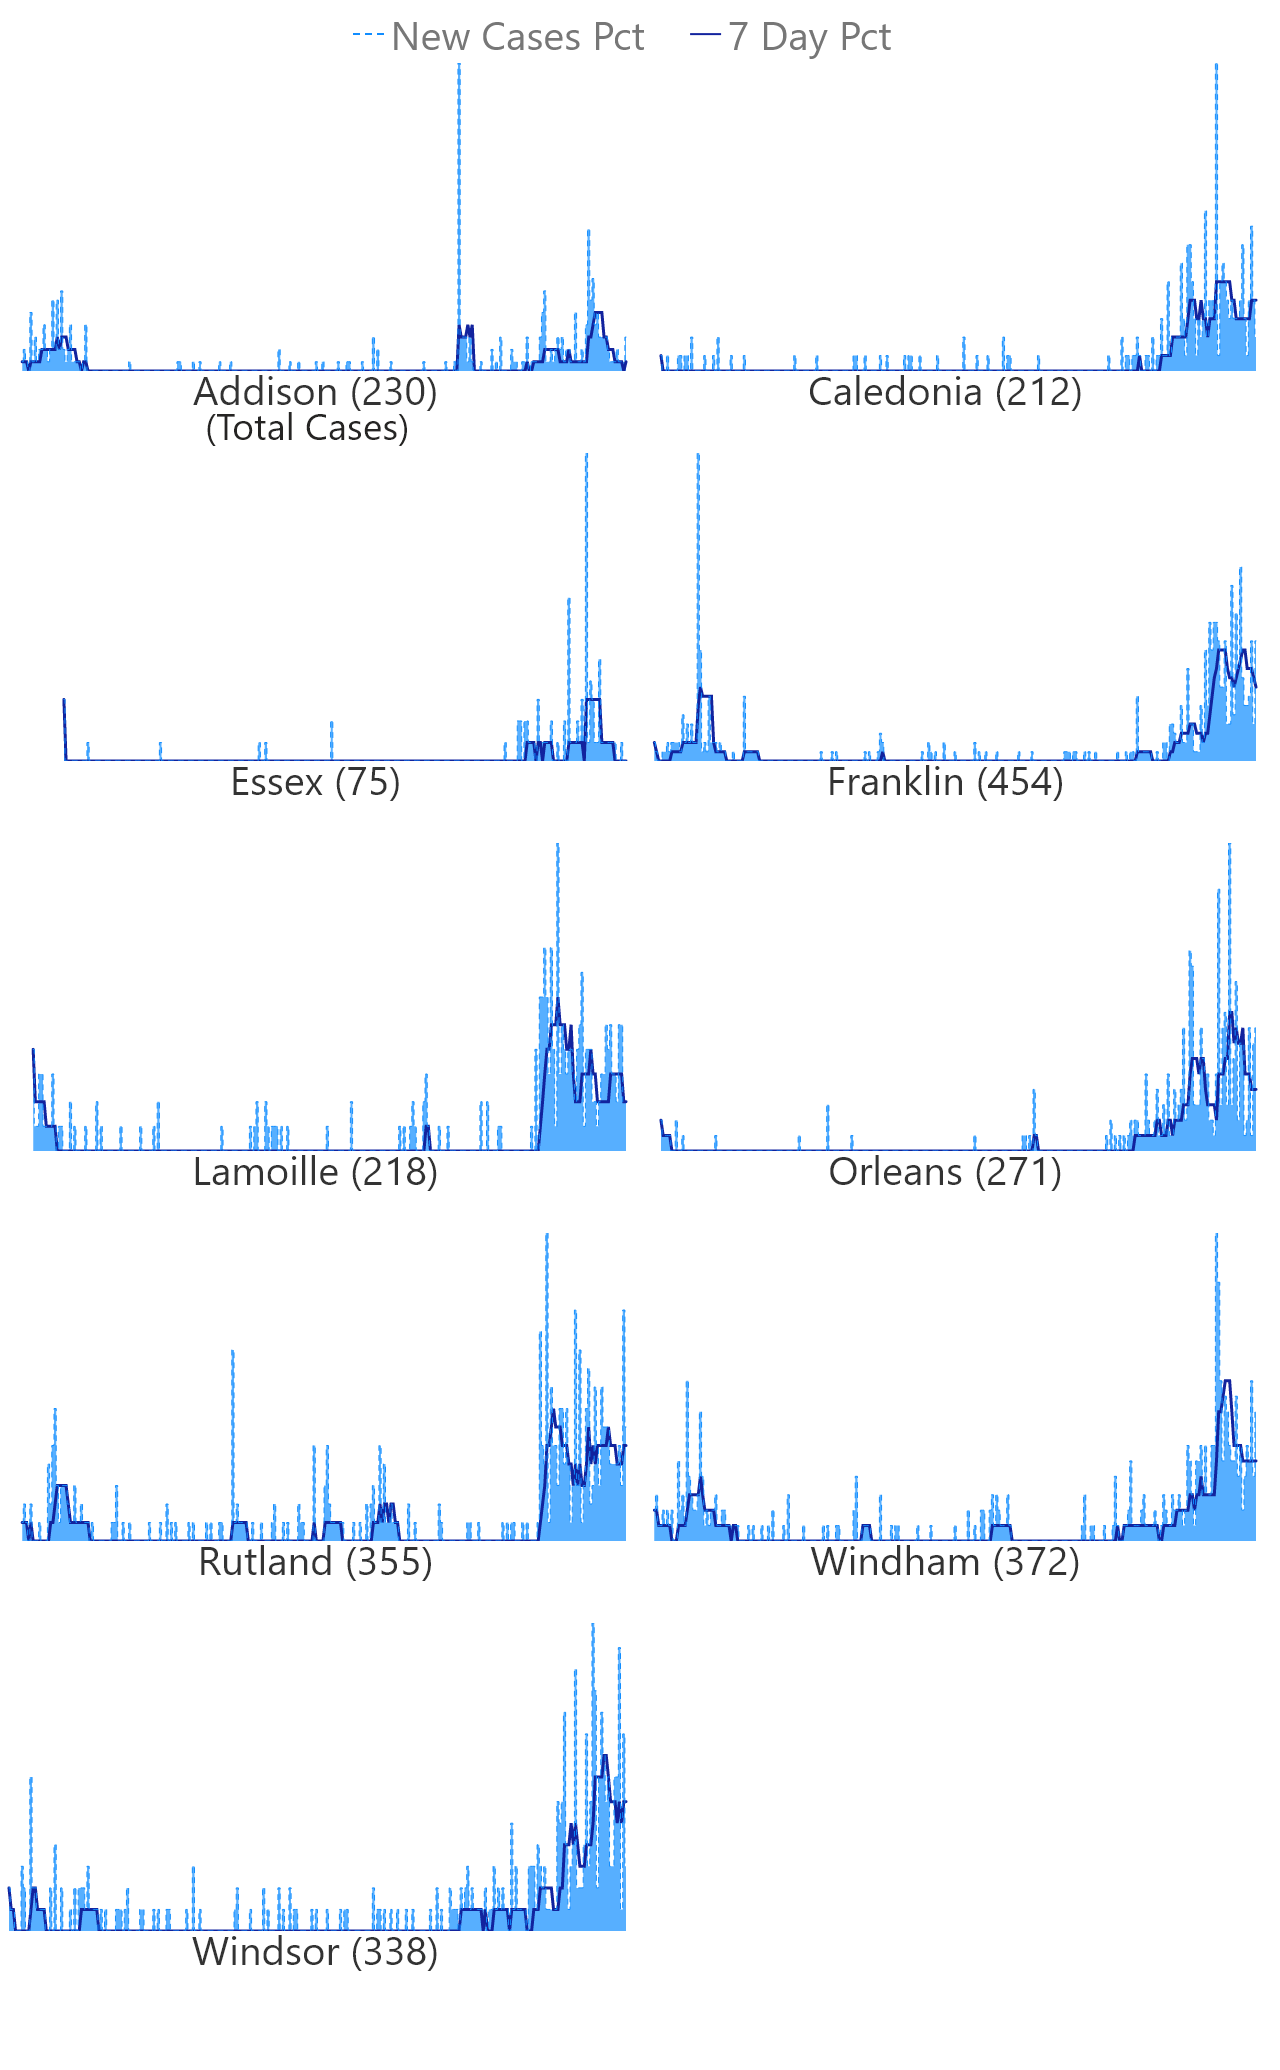 New Cases Pct 7 Day Pct
Addison (230) Caledonia (212)
(Total Cases)
Essex (75) Franklin (454)
Lamoille (218) Orleans (271)
Rutland (355) Windham (372)
Windsor (338)